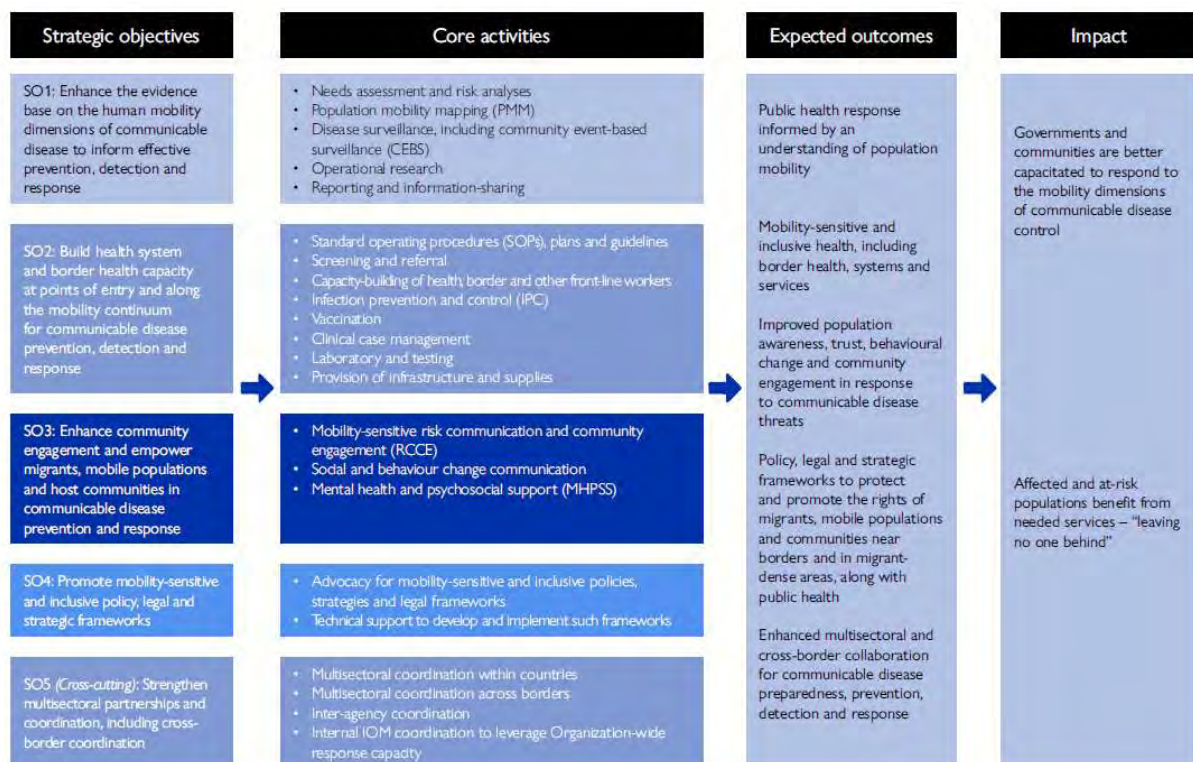 Strategic objectives
Core activities
Expected outcomes
Impact
SO1: Enhance the evidence
base on the human mobility
dimensions of communicable
disease to inform effective
prevention, detection and
response
• Needs assessment and risk analyses
• Population mobility mapping (PMM)
• Disease surveillance, including community event-based
surveillance (CEBS)
• Operational research
• Reporting and information-sharing
SO2: Build health system
and border health capacity
at points of entry and along
the mobility continuum
for communicable disease
prevention, detection and
response
• Standard operating procedures (SOPs), plans and guidelines
• Screening and referral
• Capacity-building of health, border and other front-line workers
• Infection prevention and control (IPC)
• Vaccination
• Clinical case management
• Laboratory and testing
• Provision of infrastructure and supplies
SO3: Enhance community
engagement and empower
migrants, mobile populations
and host communities in
communicable disease
prevention and response
• Mobility-sensitive risk communication and community
engagement (RCCE)
• Social and behaviour change communication
• Mental health and psychosocial support (MHPSS)
SO4: Promote mobility-sensitive
and inclusive policy, legal and
strategic frameworks
• Advocacy for mobility-sensitive and inclusive policies,
strategies and legal frameworks
• Technical support to develop and implement such frameworks
SO5 (Cross-cutting): Strengthen
multisectoral partnerships and
coordination, including cross-
border coordination
• Multisectoral coordination within countries
• Multisectoral coordination across borders
• Inter-agency coordination
• Internal IOM coordination to leverage Organization-wide
response capacity
Public health response
informed by an
understanding of population
mobility
Mobility-sensitive and
inclusive health, including
border health, systems and
services
Improved population
awareness, trust, behavioural
change and community
engagement in response
to communicable disease
threats
Policy, legal and strategic
frameworks to protect
and promote the rights of
migrants, mobile populations
and communities near
borders and in migrant-
dense areas, along with
public health
Enhanced multisectoral and
cross-border collaboration
for communicable disease
preparedness, prevention,
detection and response
Governments and
communities are better
capacitated to respond to
the mobility dimensions
of communicable disease
control
Affected and at-risk
populations benefit from
needed services – “leaving
no one behind”